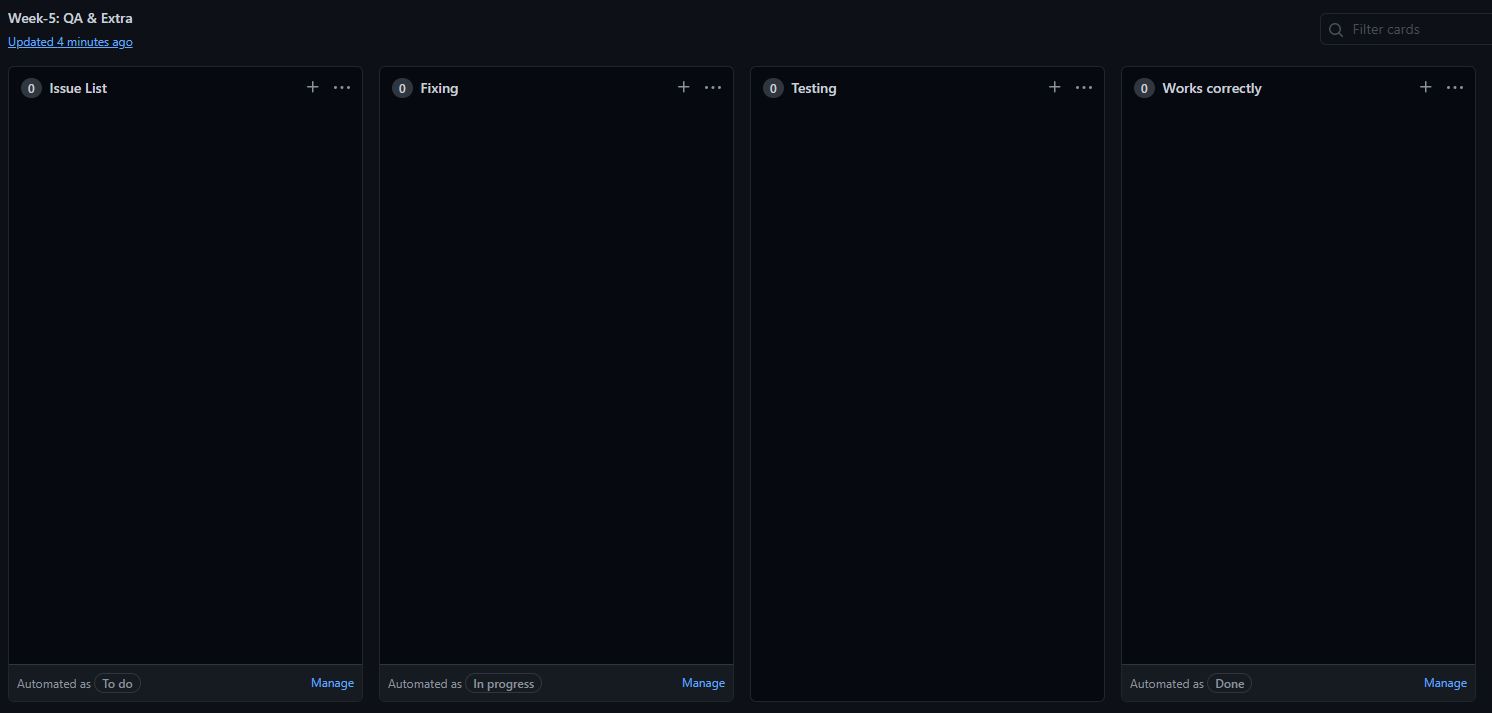 Week-5: QA & Extra
Updated 4 minutes ago
Filter cards
0 Issue List
0 Fixing
0 Testing
0 Works correctly
Automated as To do Manage
Automated as In progress Manage
Automated as Done Manage